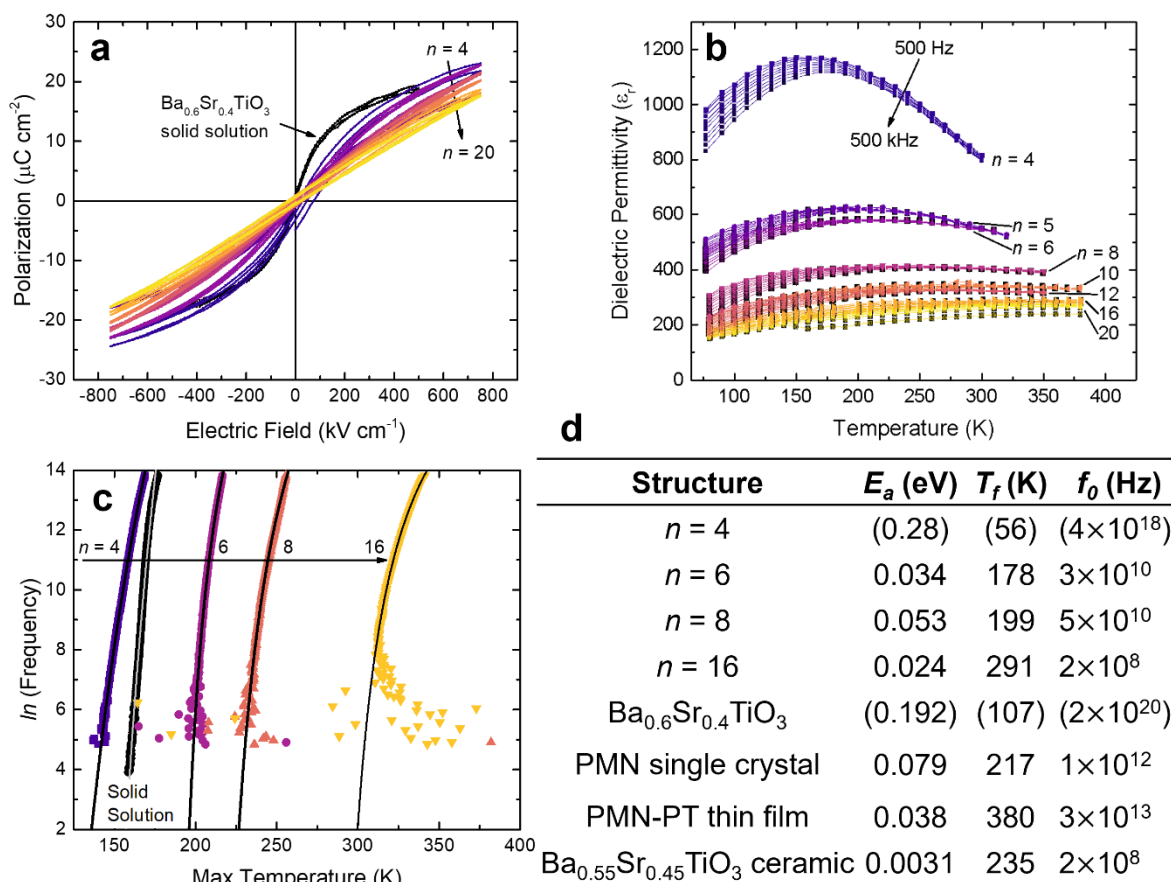 a
Polarization (µC cm⁻²)
30
20
10
0
-10
-20
-30
-800 -600 -400 -200 0 200 400 600 800
Electric Field (kV cm⁻¹)
n = 4
Ba₀.₆Sr₀.₄TiO₃
solid solution
n = 20
b
Dielectric Permittivity (εᵣ)
1200
1000
800
600
400
200
0
100 150 200 250 300 350 400
Temperature (K)
500 Hz
500 kHz
n = 4
n = 5
n = 6
n = 8
10
12
16
20
c
ln (Frequency)
14
12
10
8
6
4
2
150 200 250 300 350 400
Max Temperature (K)
n = 4 6 8 16
Solid
Solution
d
Structure Eₐ (eV) T_f (K) f₀ (Hz)
n = 4 (0.28) (56) (4×10¹⁸)
n = 6 0.034 178 3×10¹⁰
n = 8 0.053 199 5×10¹⁰
n = 16 0.024 291 2×10⁸
Ba₀.₆Sr₀.₄TiO₃ (0.192) (107) (2×10²⁰)
PMN single crystal 0.079 217 1×10¹²
PMN-PT thin film 0.038 380 3×10¹³
Ba₀.₅₅Sr₀.₄₅TiO₃ ceramic 0.0031 235 2×10⁸